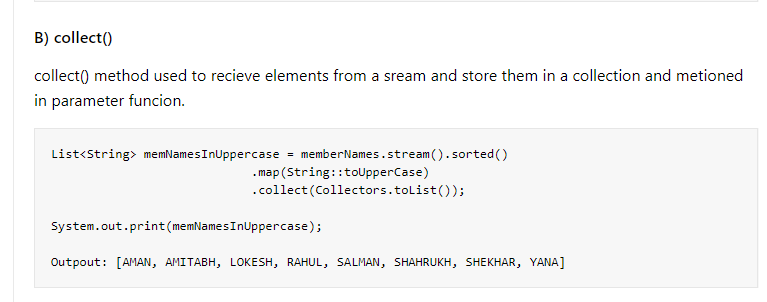 B) collect()
collect() method used to recieve elements from a sream and store them in a collection and metioned
in parameter funcion.
List<String> memNamesInUppercase = memberNames.stream().sorted()
.map(String::toUpperCase)
.collect(Collectors.toList());
System.out.print(memNamesInUppercase);
Outpout: [AMAN, AMITABH, LOKESH, RAHUL, SALMAN, SHAHRUKH, SHEKHAR, YANA]